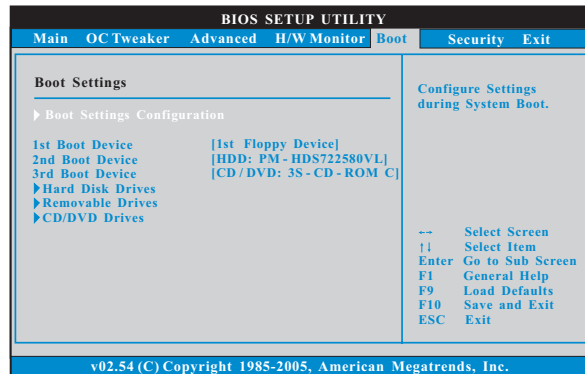 BIOS SETUP UTILITY
Main OC Tweaker Advanced H/W Monitor Boot Security Exit
Boot Settings
Boot Settings Configuration
1st Boot Device [1st Floppy Device]
2nd Boot Device [HDD: PM - HDS722580VL]
3rd Boot Device [CD / DVD: 3S - CD - ROM C]
Hard Disk Drives
Removable Drives
CD/DVD Drives
Configure Settings
during System Boot.
←→ Select Screen
↑↓ Select Item
Enter Go to Sub Screen
F1 General Help
F9 Load Defaults
F10 Save and Exit
ESC Exit
v02.54 (C) Copyright 1985-2005, American Megatrends, Inc.